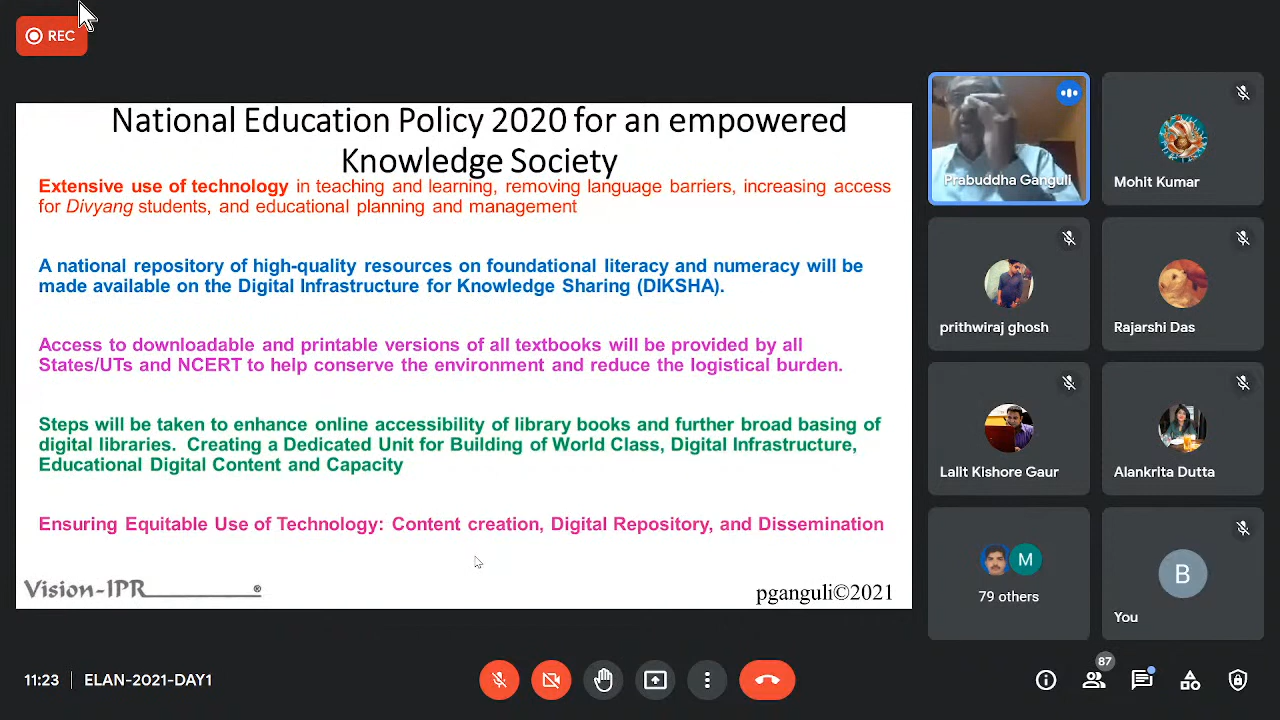 REC
National Education Policy 2020 for an empowered
Knowledge Society
Extensive use of technology in teaching and learning, removing language barriers, increasing access
for Divyang students, and educational planning and management
A national repository of high-quality resources on foundational literacy and numeracy will be
made available on the Digital Infrastructure for Knowledge Sharing (DIKSHA).
Access to downloadable and printable versions of all textbooks will be provided by all
States/UTs and NCERT to help conserve the environment and reduce the logistical burden.
Steps will be taken to enhance online accessibility of library books and further broad basing of
digital libraries. Creating a Dedicated Unit for Building of World Class, Digital Infrastructure,
Educational Digital Content and Capacity
Ensuring Equitable Use of Technology: Content creation, Digital Repository, and Dissemination
Vision-IPR ®
pganguli©2021
Prabuddha Ganguli
Mohit Kumar
prithwiraj ghosh
Rajarshi Das
Lalit Kishore Gaur
Alankrita Dutta
M
79 others
B
You
11:23 | ELAN-2021-DAY1
87